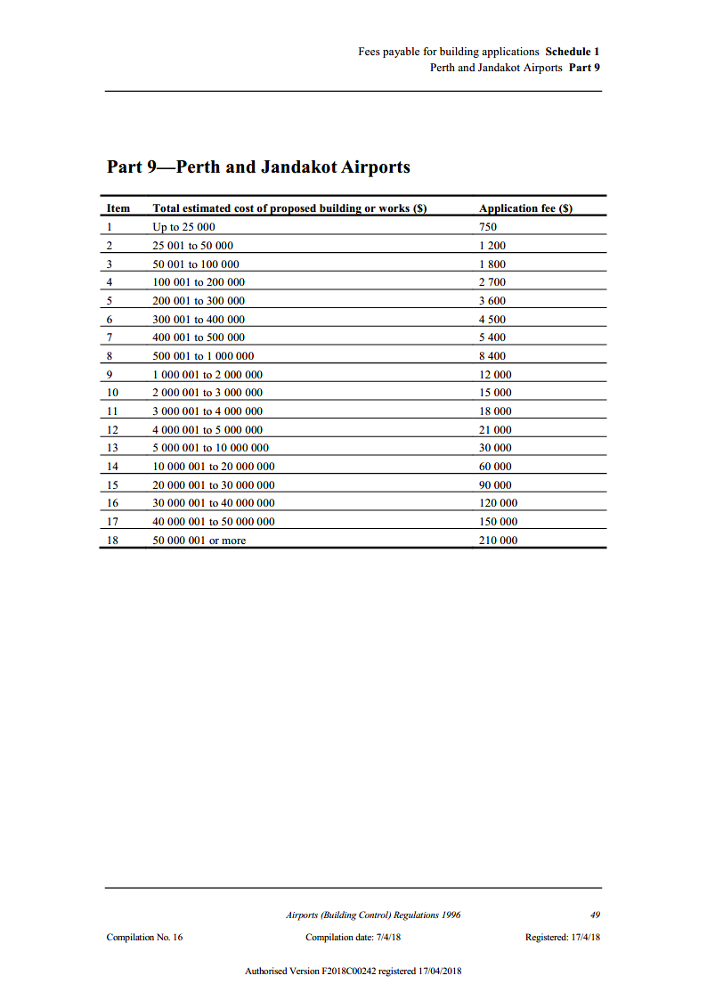 Fees payable for building applications Schedule 1
Perth and Jandakot Airports Part 9
Part 9—Perth and Jandakot Airports
Item Total estimated cost of proposed building or works ($) Application fee ($)
1 Up to 25 000 750
2 25 001 to 50 000 1 200
3 50 001 to 100 000 1 800
4 100 001 to 200 000 2 700
5 200 001 to 300 000 3 600
6 300 001 to 400 000 4 500
7 400 001 to 500 000 5 400
8 500 001 to 1 000 000 8 400
9 1 000 001 to 2 000 000 12 000
10 2 000 001 to 3 000 000 15 000
11 3 000 001 to 4 000 000 18 000
12 4 000 001 to 5 000 000 21 000
13 5 000 001 to 10 000 000 30 000
14 10 000 001 to 20 000 000 60 000
15 20 000 001 to 30 000 000 90 000
16 30 000 001 to 40 000 000 120 000
17 40 000 001 to 50 000 000 150 000
18 50 000 001 or more 210 000
Airports (Building Control) Regulations 1996 49
Compilation No. 16 Compilation date: 7/4/18 Registered: 17/4/18
Authorised Version F2018C00242 registered 17/04/2018